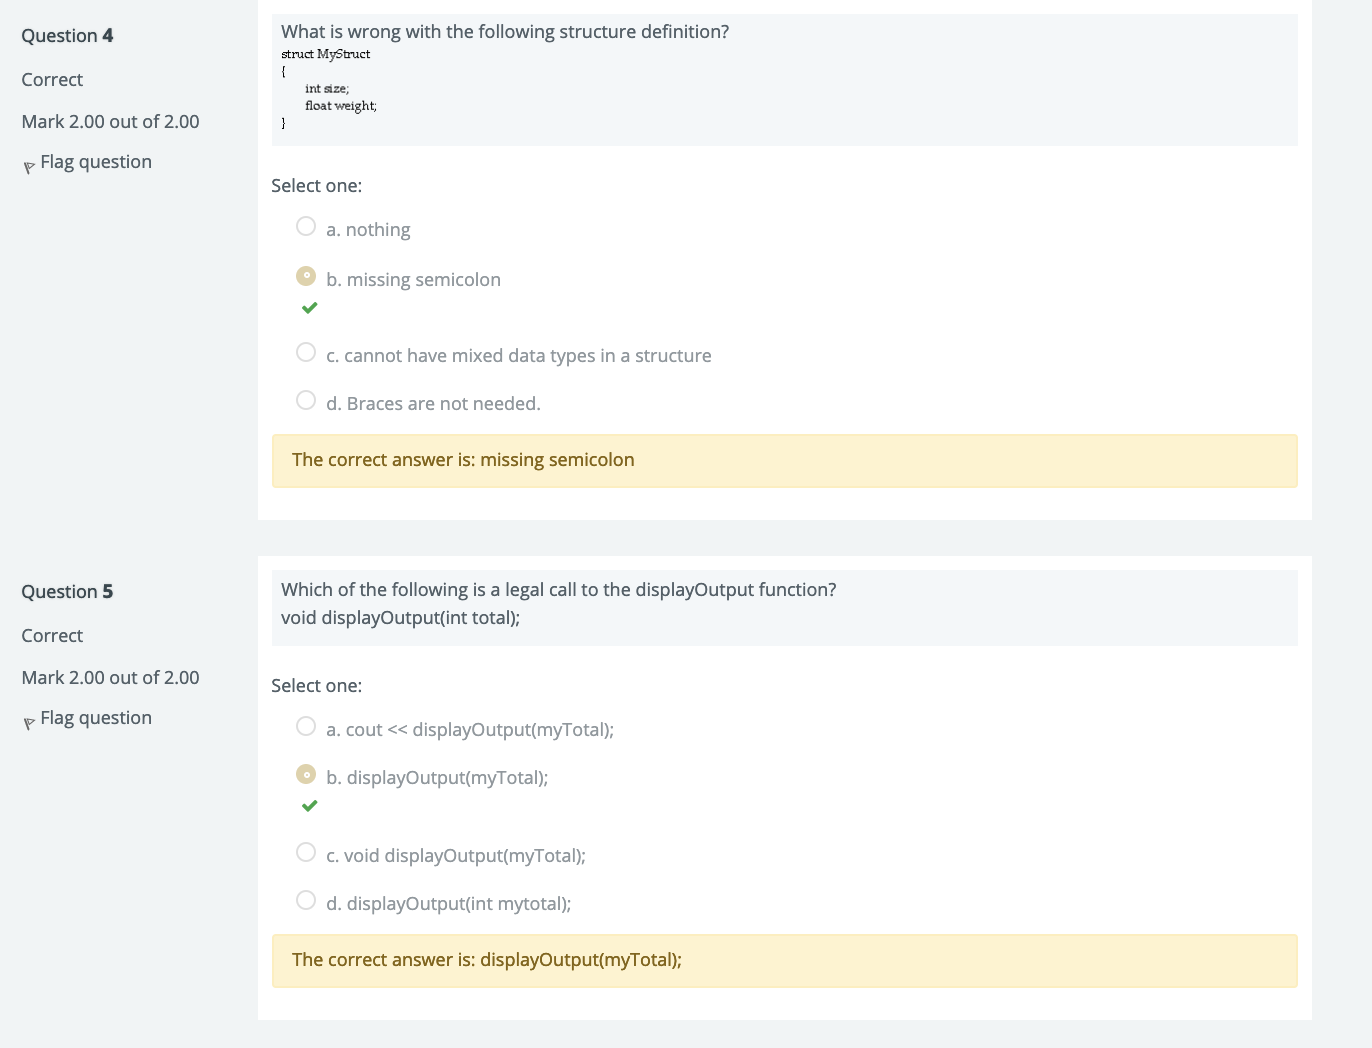 Question 4
Correct
Mark 2.00 out of 2.00
Flag question
What is wrong with the following structure definition?
struct MyStruct
{
int size;
float weight;
}
Select one:
a. nothing
b. missing semicolon
c. cannot have mixed data types in a structure
d. Braces are not needed.
The correct answer is: missing semicolon
Question 5
Correct
Mark 2.00 out of 2.00
Flag question
Which of the following is a legal call to the displayOutput function?
void displayOutput(int total);
Select one:
a. cout << displayOutput(myTotal);
b. displayOutput(myTotal);
c. void displayOutput(myTotal);
d. displayOutput(int mytotal);
The correct answer is: displayOutput(myTotal);